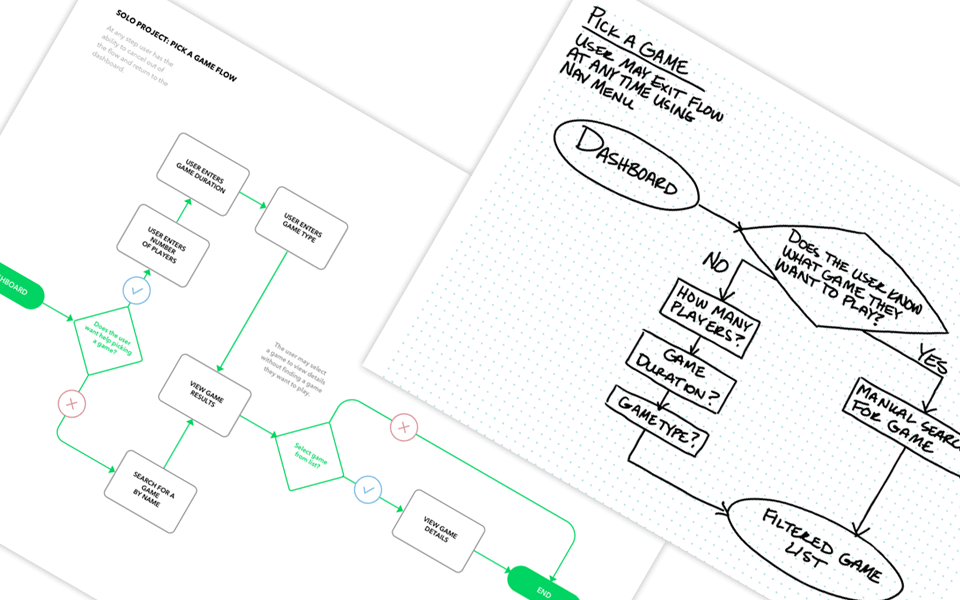 SOLO PROJECT: PICK A GAME FLOW
At any step user has the
ability to cancel out of
the flow and return to the
dashboard.
USER ENTERS
GAME DURATION
USER ENTERS
GAME TYPE
USER ENTERS
NUMBER
OF PLAYERS
Does the user
want help picking
a game?
The user may select
a game to view details
without finding a game
they want to play.
VIEW GAME
RESULTS
Select game
from list?
SEARCH FOR A
GAME
BY NAME
VIEW GAME
DETAILS
END
PICK A GAME
USER MAY EXIT FLOW
AT ANY TIME USING
NAV MENU
DASHBOARD
DOES THE USER KNOW
WHAT GAME THEY
WANT TO PLAY?
NO
HOW MANY
PLAYERS?
GAME
DURATION?
GAMETYPE?
YES
MANUAL
FOR GAME
FILTERED GAME
LIST